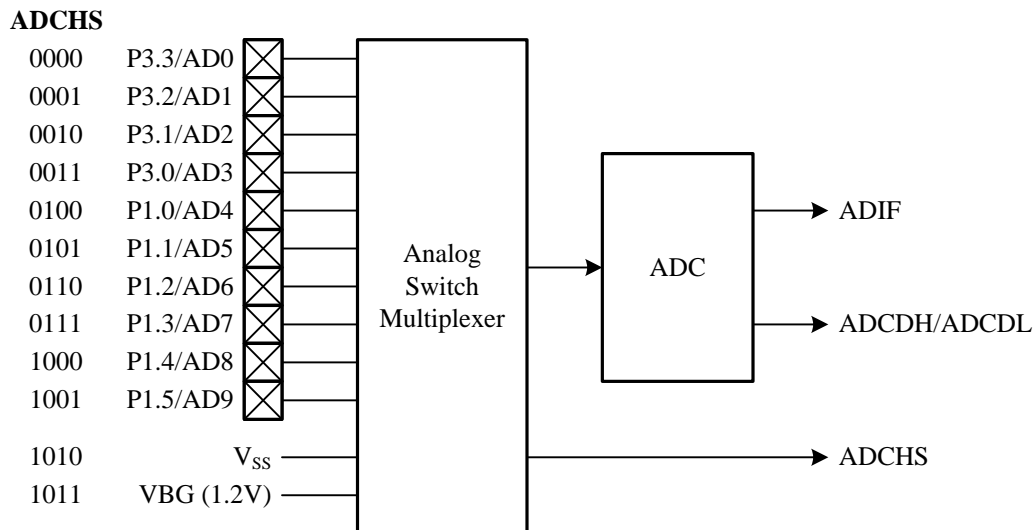 ADCHS
0000 P3.3/AD0
0001 P3.2/AD1
0010 P3.1/AD2
0011 P3.0/AD3
0100 P1.0/AD4
0101 P1.1/AD5
0110 P1.2/AD6
0111 P1.3/AD7
1000 P1.4/AD8
1001 P1.5/AD9
1010 VSS
1011 VBG (1.2V)
Analog
Switch
Multiplexer
ADC
ADIF
ADCDH/ADCDL
ADCHS